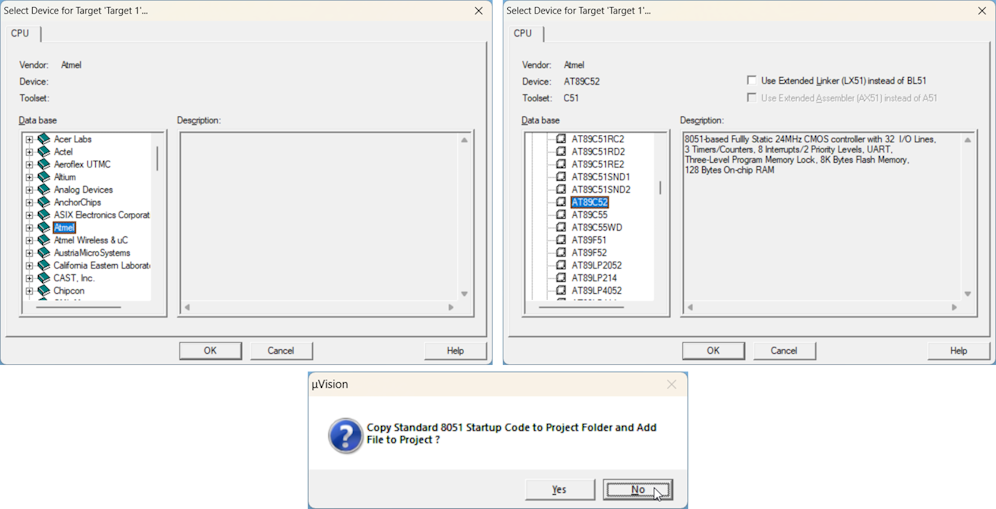 Select Device for Target 'Target 1'...
CPU
Vendor: Atmel
Device:
Toolset:
Data base
Description:
Acer Labs
Actel
Aeroflex UTMC
Altium
Analog Devices
AnchorChips
ASIX Electronics Corporat
Atmel
Atmel Wireless & uC
AustriaMicroSystems
California Eastern Laborat
CAST, Inc.
Chipcon
OK
Cancel
Help
Select Device for Target 'Target 1'...
CPU
Vendor: Atmel
Device: AT89C52
Toolset: C51
Use Extended Linker (LX51) instead of BL51
Use Extended Assembler (AX51) instead of A51
Data base
Description:
AT89C51RC2
AT89C51RD2
AT89C51RE2
AT89C51SND1
AT89C51SND2
AT89C52
AT89C55
AT89C55WD
AT89F51
AT89F52
AT89LP2052
AT89LP214
AT89LP4052
8051-based Fullly Static 24MHz CMOS controller with 32 I/O Lines,
3 Timers/Counters, 8 Interrupts/2 Priority Levels, UART,
Three-Level Program Memory Lock, 8K Bytes Flash Memory,
128 Bytes On-chip RAM
OK
Cancel
Help
µVision
Copy Standard 8051 Startup Code to Project Folder and Add
File to Project ?
Yes
No